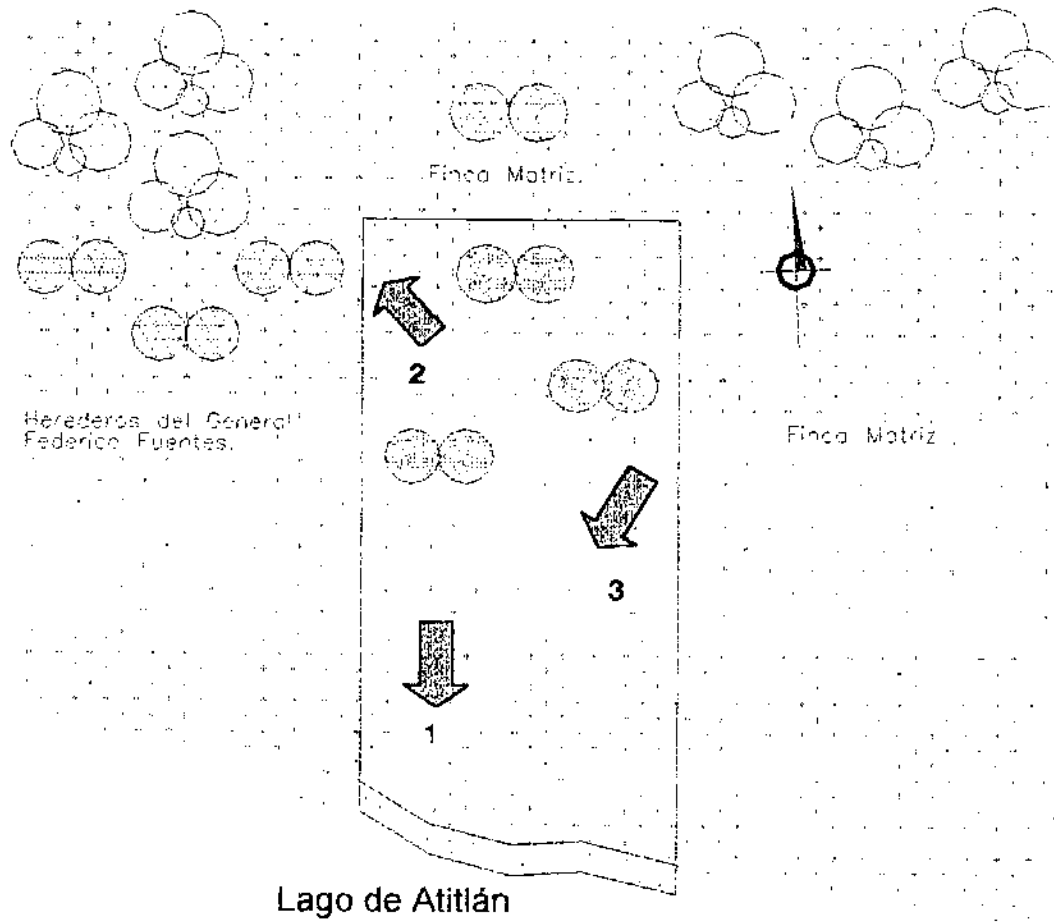 Finca Matriz.
2
Herederos del General
Federico Fuentes.
Finca Matriz
3
1
Lago de Atitlán